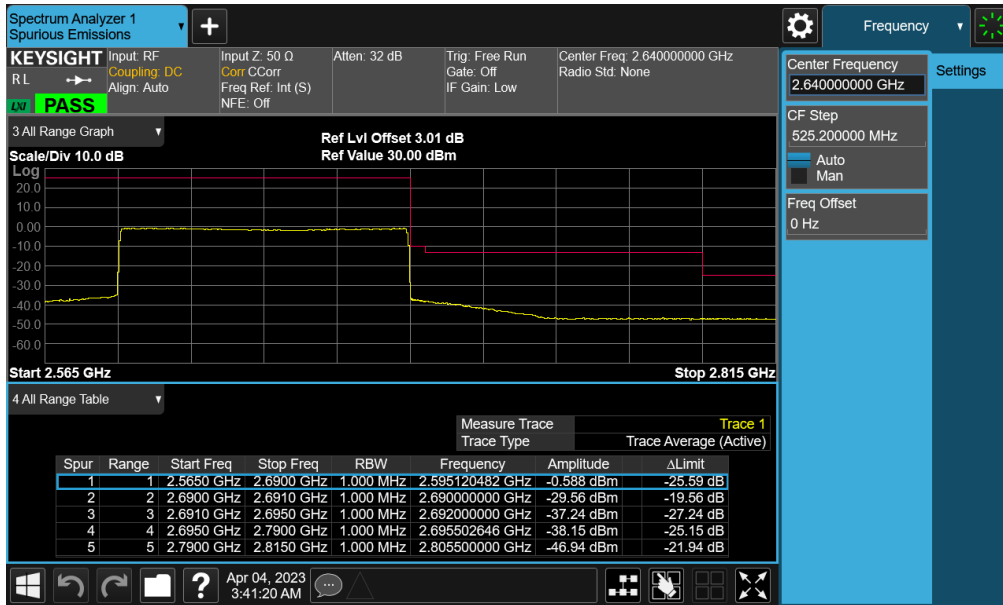 Spectrum Analyzer 1
Spurious Emissions
+
Frequency
KEYSIGHT
RL
LXI
PASS
Input: RF
Coupling: DC
Align: Auto
Input Z: 50 Ω
Corr CCorr
Freq Ref: Int (S)
NFE: Off
Atten: 32 dB
Trig: Free Run
Gate: Off
IF Gain: Low
Center Freq: 2.640000000 GHz
Radio Std: None
Center Frequency
2.640000000 GHz
Settings
CF Step
525.200000 MHz
Auto
Man
Freq Offset
0 Hz
3 All Range Graph
Ref Lvl Offset 3.01 dB
Scale/Div 10.0 dB
Ref Value 30.00 dBm
Log
20.0
10.0
0.00
-10.0
-20.0
-30.0
-40.0
-50.0
-60.0
Start 2.565 GHz
Stop 2.815 GHz
4 All Range Table
Measure Trace Trace 1
Trace Type Trace Average (Active)
Spur Range Start Freq Stop Freq RBW Frequency Amplitude ΔLimit
1 1 2.5650 GHz 2.6900 GHz 1.000 MHz 2.595120482 GHz -0.588 dBm -25.59 dB
2 2 2.6900 GHz 2.6910 GHz 1.000 MHz 2.690000000 GHz -29.56 dBm -19.56 dB
3 3 2.6910 GHz 2.6950 GHz 1.000 MHz 2.692000000 GHz -37.24 dBm -27.24 dB
4 4 2.6950 GHz 2.7900 GHz 1.000 MHz 2.695502646 GHz -38.15 dBm -25.15 dB
5 5 2.7900 GHz 2.8150 GHz 1.000 MHz 2.805500000 GHz -46.94 dBm -21.94 dB
?
Apr 04, 2023
3:41:20 AM